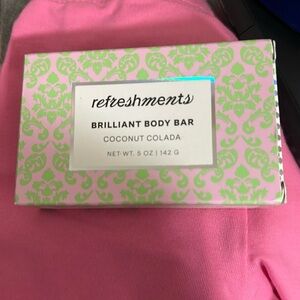 refreshments
BRILLIANT BODY BAR
COCONUT COLADA
NET WT. 5 OZ | 142 G